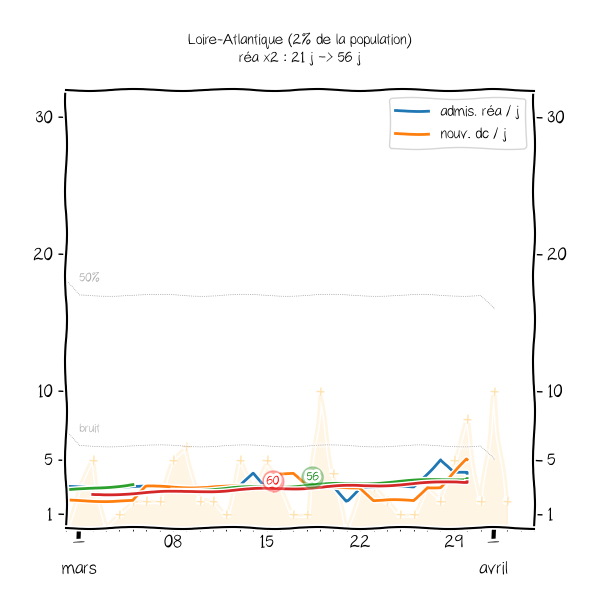 Loire-Atlantique (2% de la population)
réa x2 : 21 j -> 56 j
admis. réa / j
nouv. dc / j
30
30
20
20
50%
10
10
bruit
5
5
60
56
1
1
08
15
22
29
mars
avril